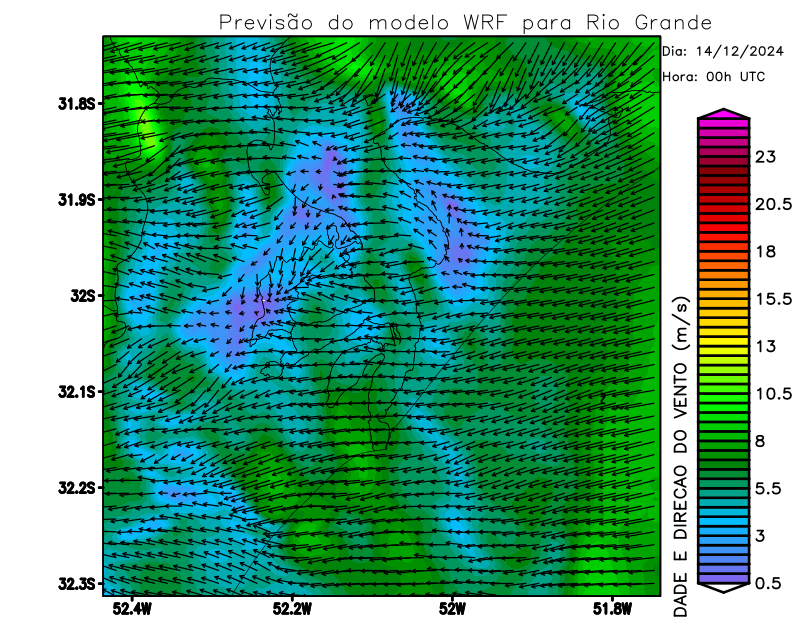 Previsão do modelo WRF para Rio Grande
Dia: 14/12/2024
Hora: 00h UTC
31.8S
31.9S
32S
32.1S
32.2S
32.3S
52.4W
52.2W
52W
51.8W
23
20.5
18
15.5
13
10.5
8
5.5
3
0.5
DADE E DIRECAO DO VENTO (m/s)